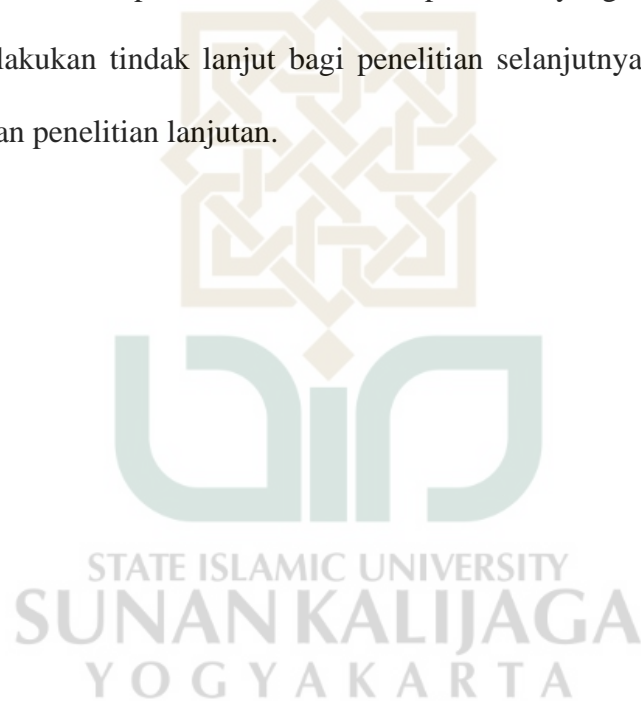 lakukan tindak lanjut bagi penelitian selanjutnya
an penelitian lanjutan.
STATE ISLAMIC UNIVERSITY
SUNAN KALIJAGA
YOGYAKARTA